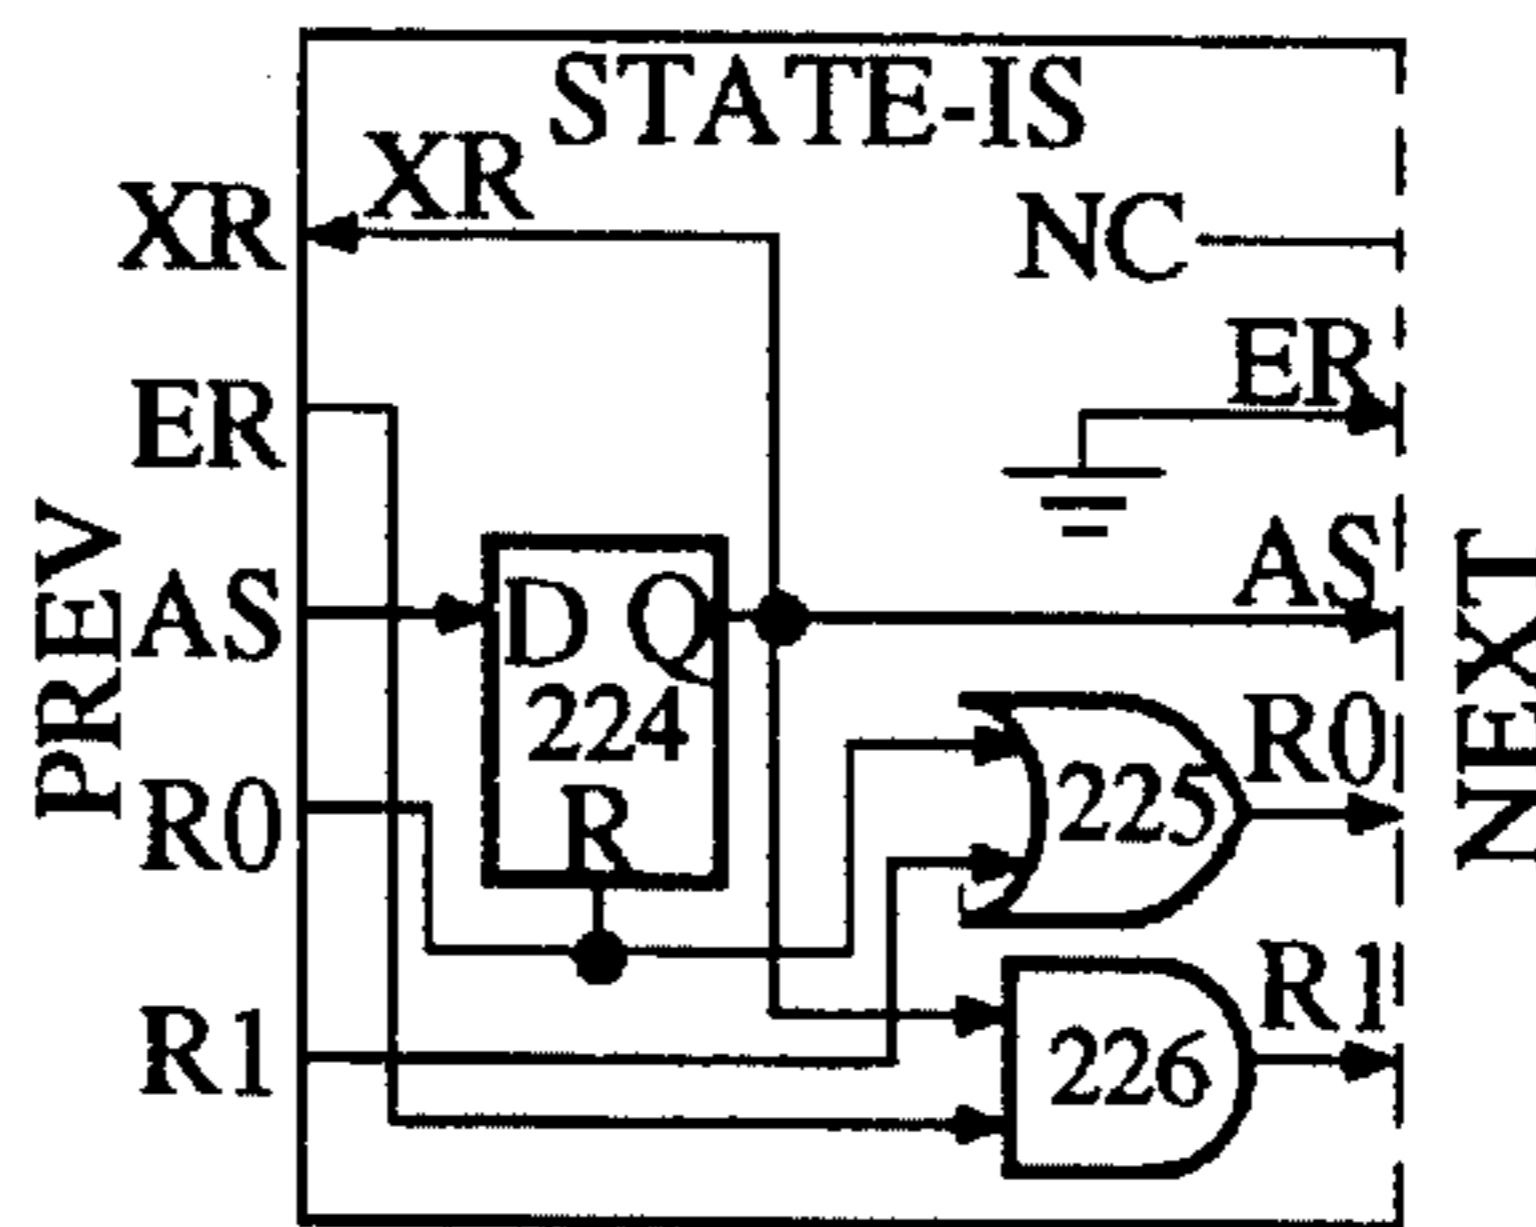 STATE-IS
XR
XR
NC
ER
ER
AS
D Q
AS
224
R0
R
225
R0
R1
226
R1
PREV
NEXT